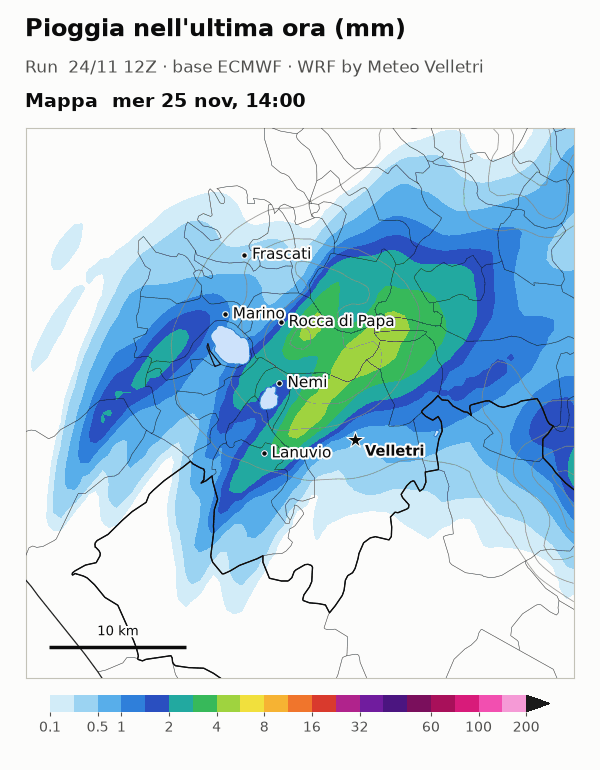 Pioggia nell'ultima ora (mm)
Run  24/11 12Z · base ECMWF · WRF by Meteo Velletri
Mappa  mer 25 nov, 14:00
Frascati
Marino
Rocca di Papa
Nemi
Velletri
Lanuvio
10 km
0.1 0.5 1 2 4 8 16 32 60 100 200